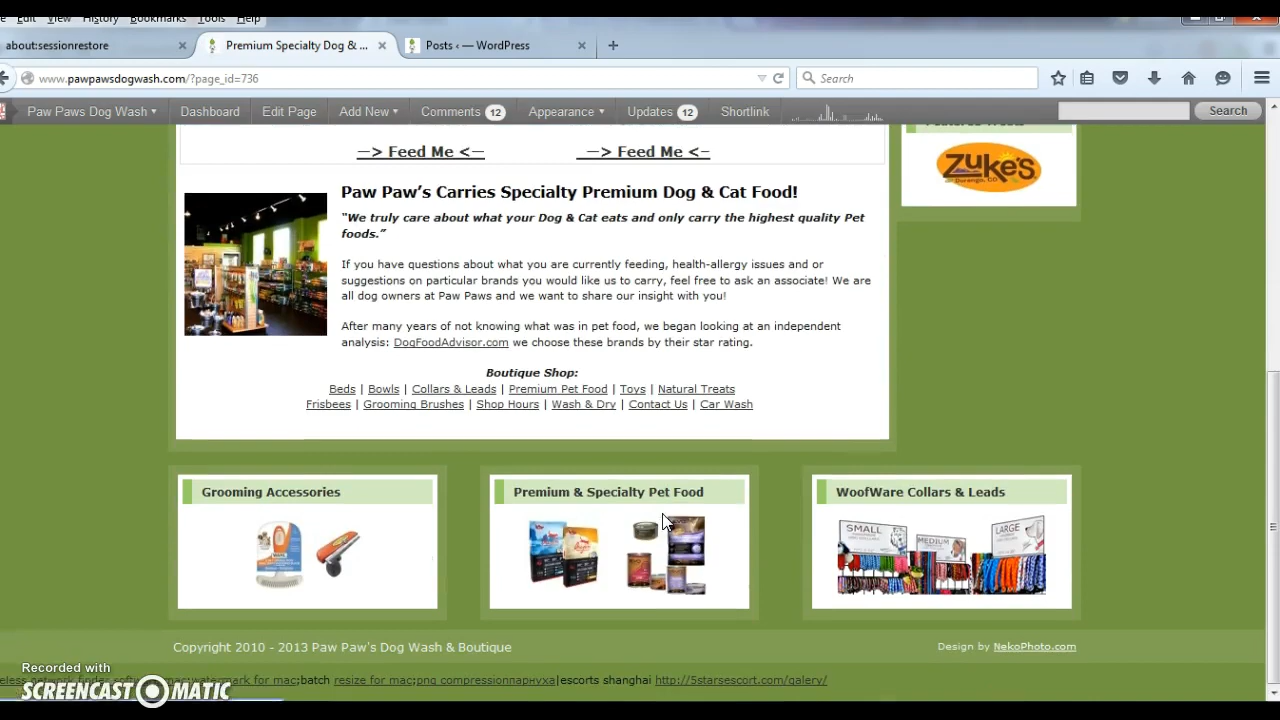 Edit View History Bookmarks Tools Help
about:sessionrestore
Premium Specialty Dog & ...
Posts ‹ — WordPress
www.pawpawsdogwash.com/?page_id=736
Search
Paw Paws Dog Wash
Dashboard
Edit Page
Add New
Comments 12
Appearance
Updates 12
Shortlink
Search
—> Feed Me <— —> Feed Me <–
Featured Treats
ZUKE'S
Durango, CO
Paw Paw's Carries Specialty Premium Dog & Cat Food!
"We truly care about what your Dog & Cat eats and only carry the highest quality Pet
foods."
If you have questions about what you are currently feeding, health-allergy issues and or
suggestions on particular brands you would like us to carry, feel free to ask an associate! We are
all dog owners at Paw Paws and we want to share our insight with you!
After many years of not knowing what was in pet food, we began looking at an independent
analysis: DogFoodAdvisor.com we choose these brands by their star rating.
Boutique Shop:
Beds | Bowls | Collars & Leads | Premium Pet Food | Toys | Natural Treats
Frisbees | Grooming Brushes | Shop Hours | Wash & Dry | Contact Us | Car Wash
Grooming Accessories
Premium & Specialty Pet Food
WoofWare Collars & Leads
SMALL
MEDIUM
LARGE
Copyright 2010 - 2013 Paw Paw's Dog Wash & Boutique
Design by NekoPhoto.com
Recorded with
SCREENCAST MATIC
mac;watermark for mac;batch resize for mac;png compressionпарнуха|escorts shanghai http://5starsescort.com/galery/